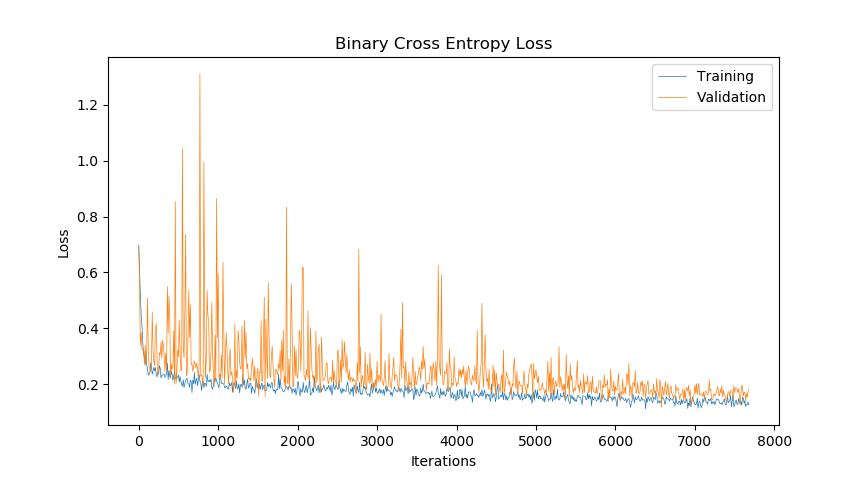 Binary Cross Entropy Loss
Training
Validation
1.2
1.0
0.8
0.6
0.4
0.2
Loss
0 1000 2000 3000 4000 5000 6000 7000 8000
Iterations